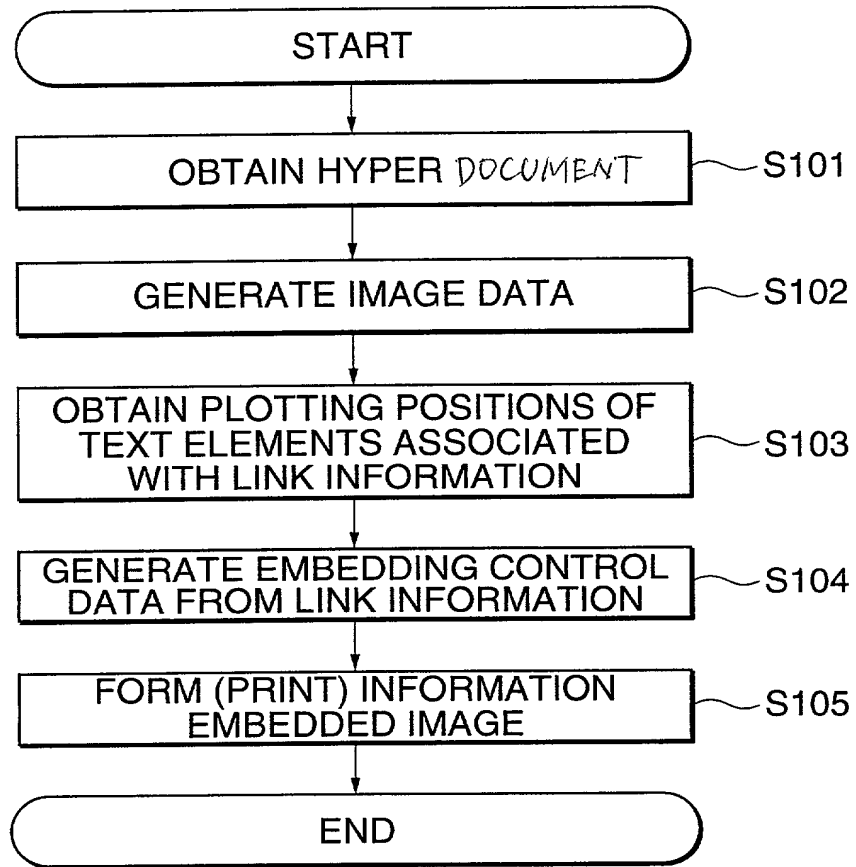 START
OBTAIN HYPER DOCUMENT
S101
GENERATE IMAGE DATA
S102
OBTAIN PLOTTING POSITIONS OF
TEXT ELEMENTS ASSOCIATED
WITH LINK INFORMATION
S103
GENERATE EMBEDDING CONTROL
DATA FROM LINK INFORMATION
S104
FORM (PRINT) INFORMATION
EMBEDDED IMAGE
S105
END